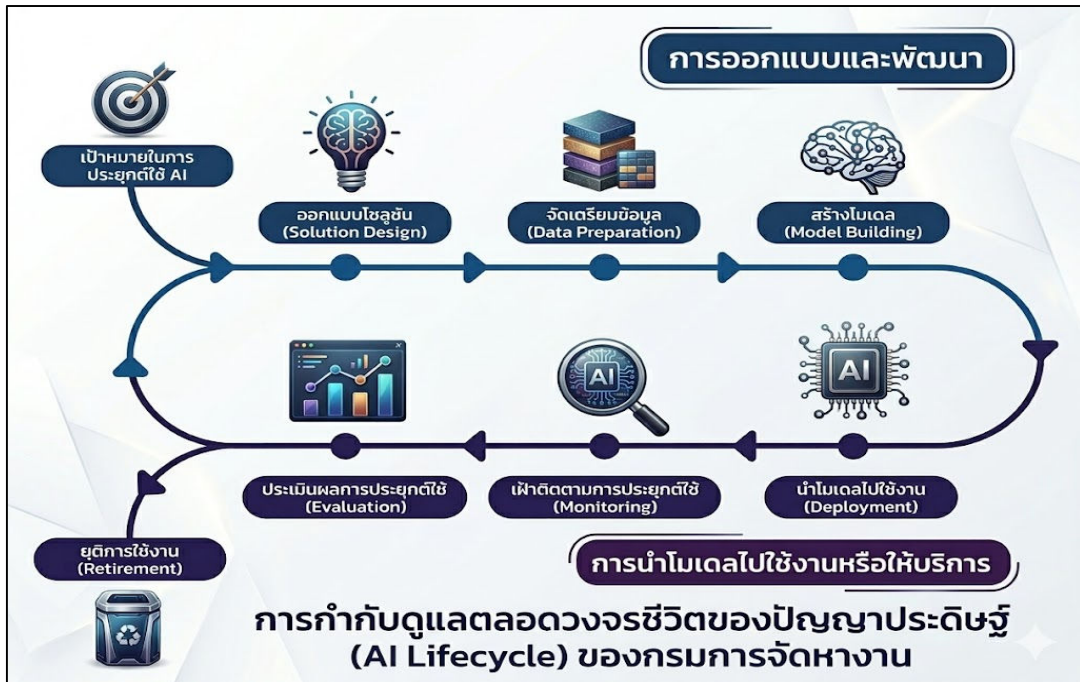 การออกแบบและพัฒนา
เป้าหมายในการ
ประยุกต์ใช้ AI
ออกแบบโซลูชัน
(Solution Design)
จัดเตรียมข้อมูล
(Data Preparation)
สร้างโมเดล
(Model Building)
AI
AI
ประเมินผลการประยุกต์ใช้
(Evaluation)
เฝ้าติดตามการประยุกต์ใช้
(Monitoring)
นำโมเดลไปใช้งาน
(Deployment)
ยุติการใช้งาน
(Retirement)
การนำโมเดลไปใช้งานหรือให้บริการ
การกำกับดูแลตลอดวงจรชีวิตของปัญญาประดิษฐ์
(AI Lifecycle) ของกรมการจัดหางาน